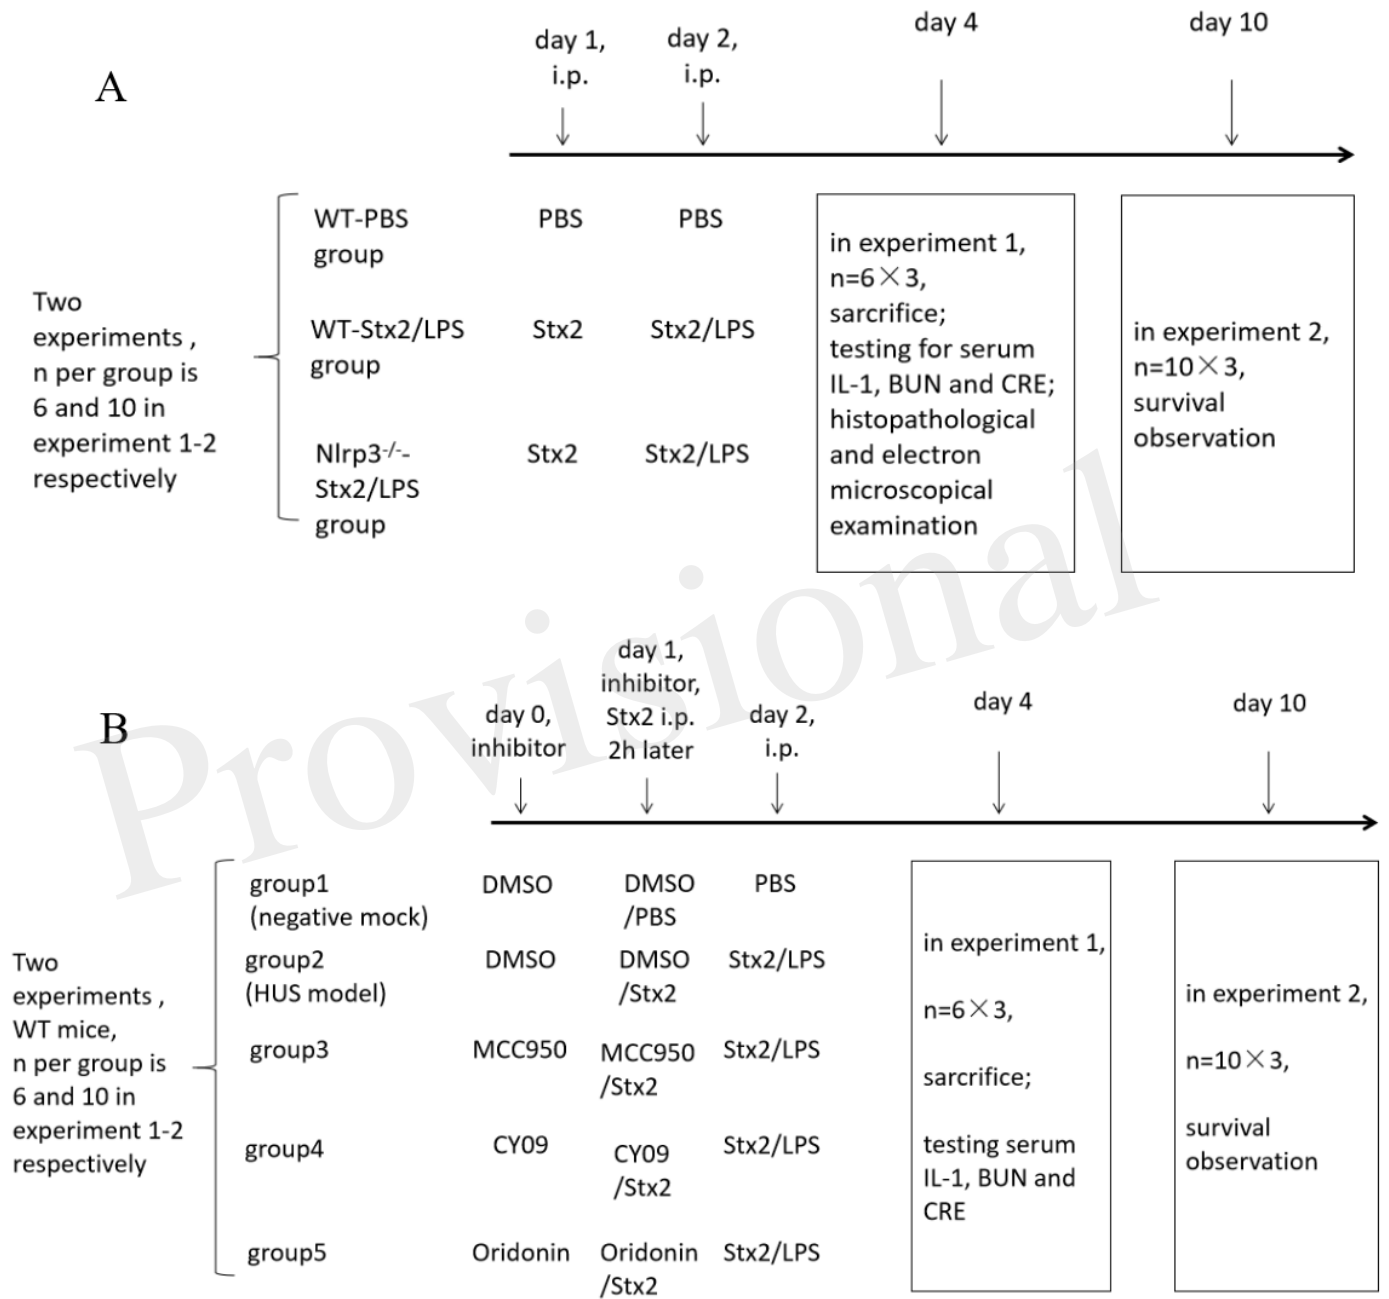 A
day 1,
i.p.
day 2,
i.p.
day 4
day 10
Two
experiments ,
n per group is
6 and 10 in
experiment 1-2
respectively
WT-PBS
group
PBS
PBS
WT-Stx2/LPS
group
Stx2
Stx2/LPS
Nlrp3-/--
Stx2/LPS
group
Stx2
Stx2/LPS
in experiment 1,
n=6×3,
sarcrifice;
testing for serum
IL-1, BUN and CRE;
histopathological
and electron
microscopical
examination
in experiment 2,
n=10×3,
survival
observation
Provisional
B
day 0,
inhibitor
day 1,
inhibitor,
Stx2 i.p.
2h later
day 2,
i.p.
day 4
day 10
Two
experiments ,
WT mice,
n per group is
6 and 10 in
experiment 1-2
respectively
group1
(negative mock)
DMSO
DMSO
/PBS
PBS
group2
(HUS model)
DMSO
DMSO
/Stx2
Stx2/LPS
group3
MCC950
MCC950
/Stx2
Stx2/LPS
group4
CY09
CY09
/Stx2
Stx2/LPS
group5
Oridonin
Oridonin
/Stx2
Stx2/LPS
in experiment 1,
n=6×3,
sarcrifice;
testing serum
IL-1, BUN and
CRE
in experiment 2,
n=10×3,
survival
observation